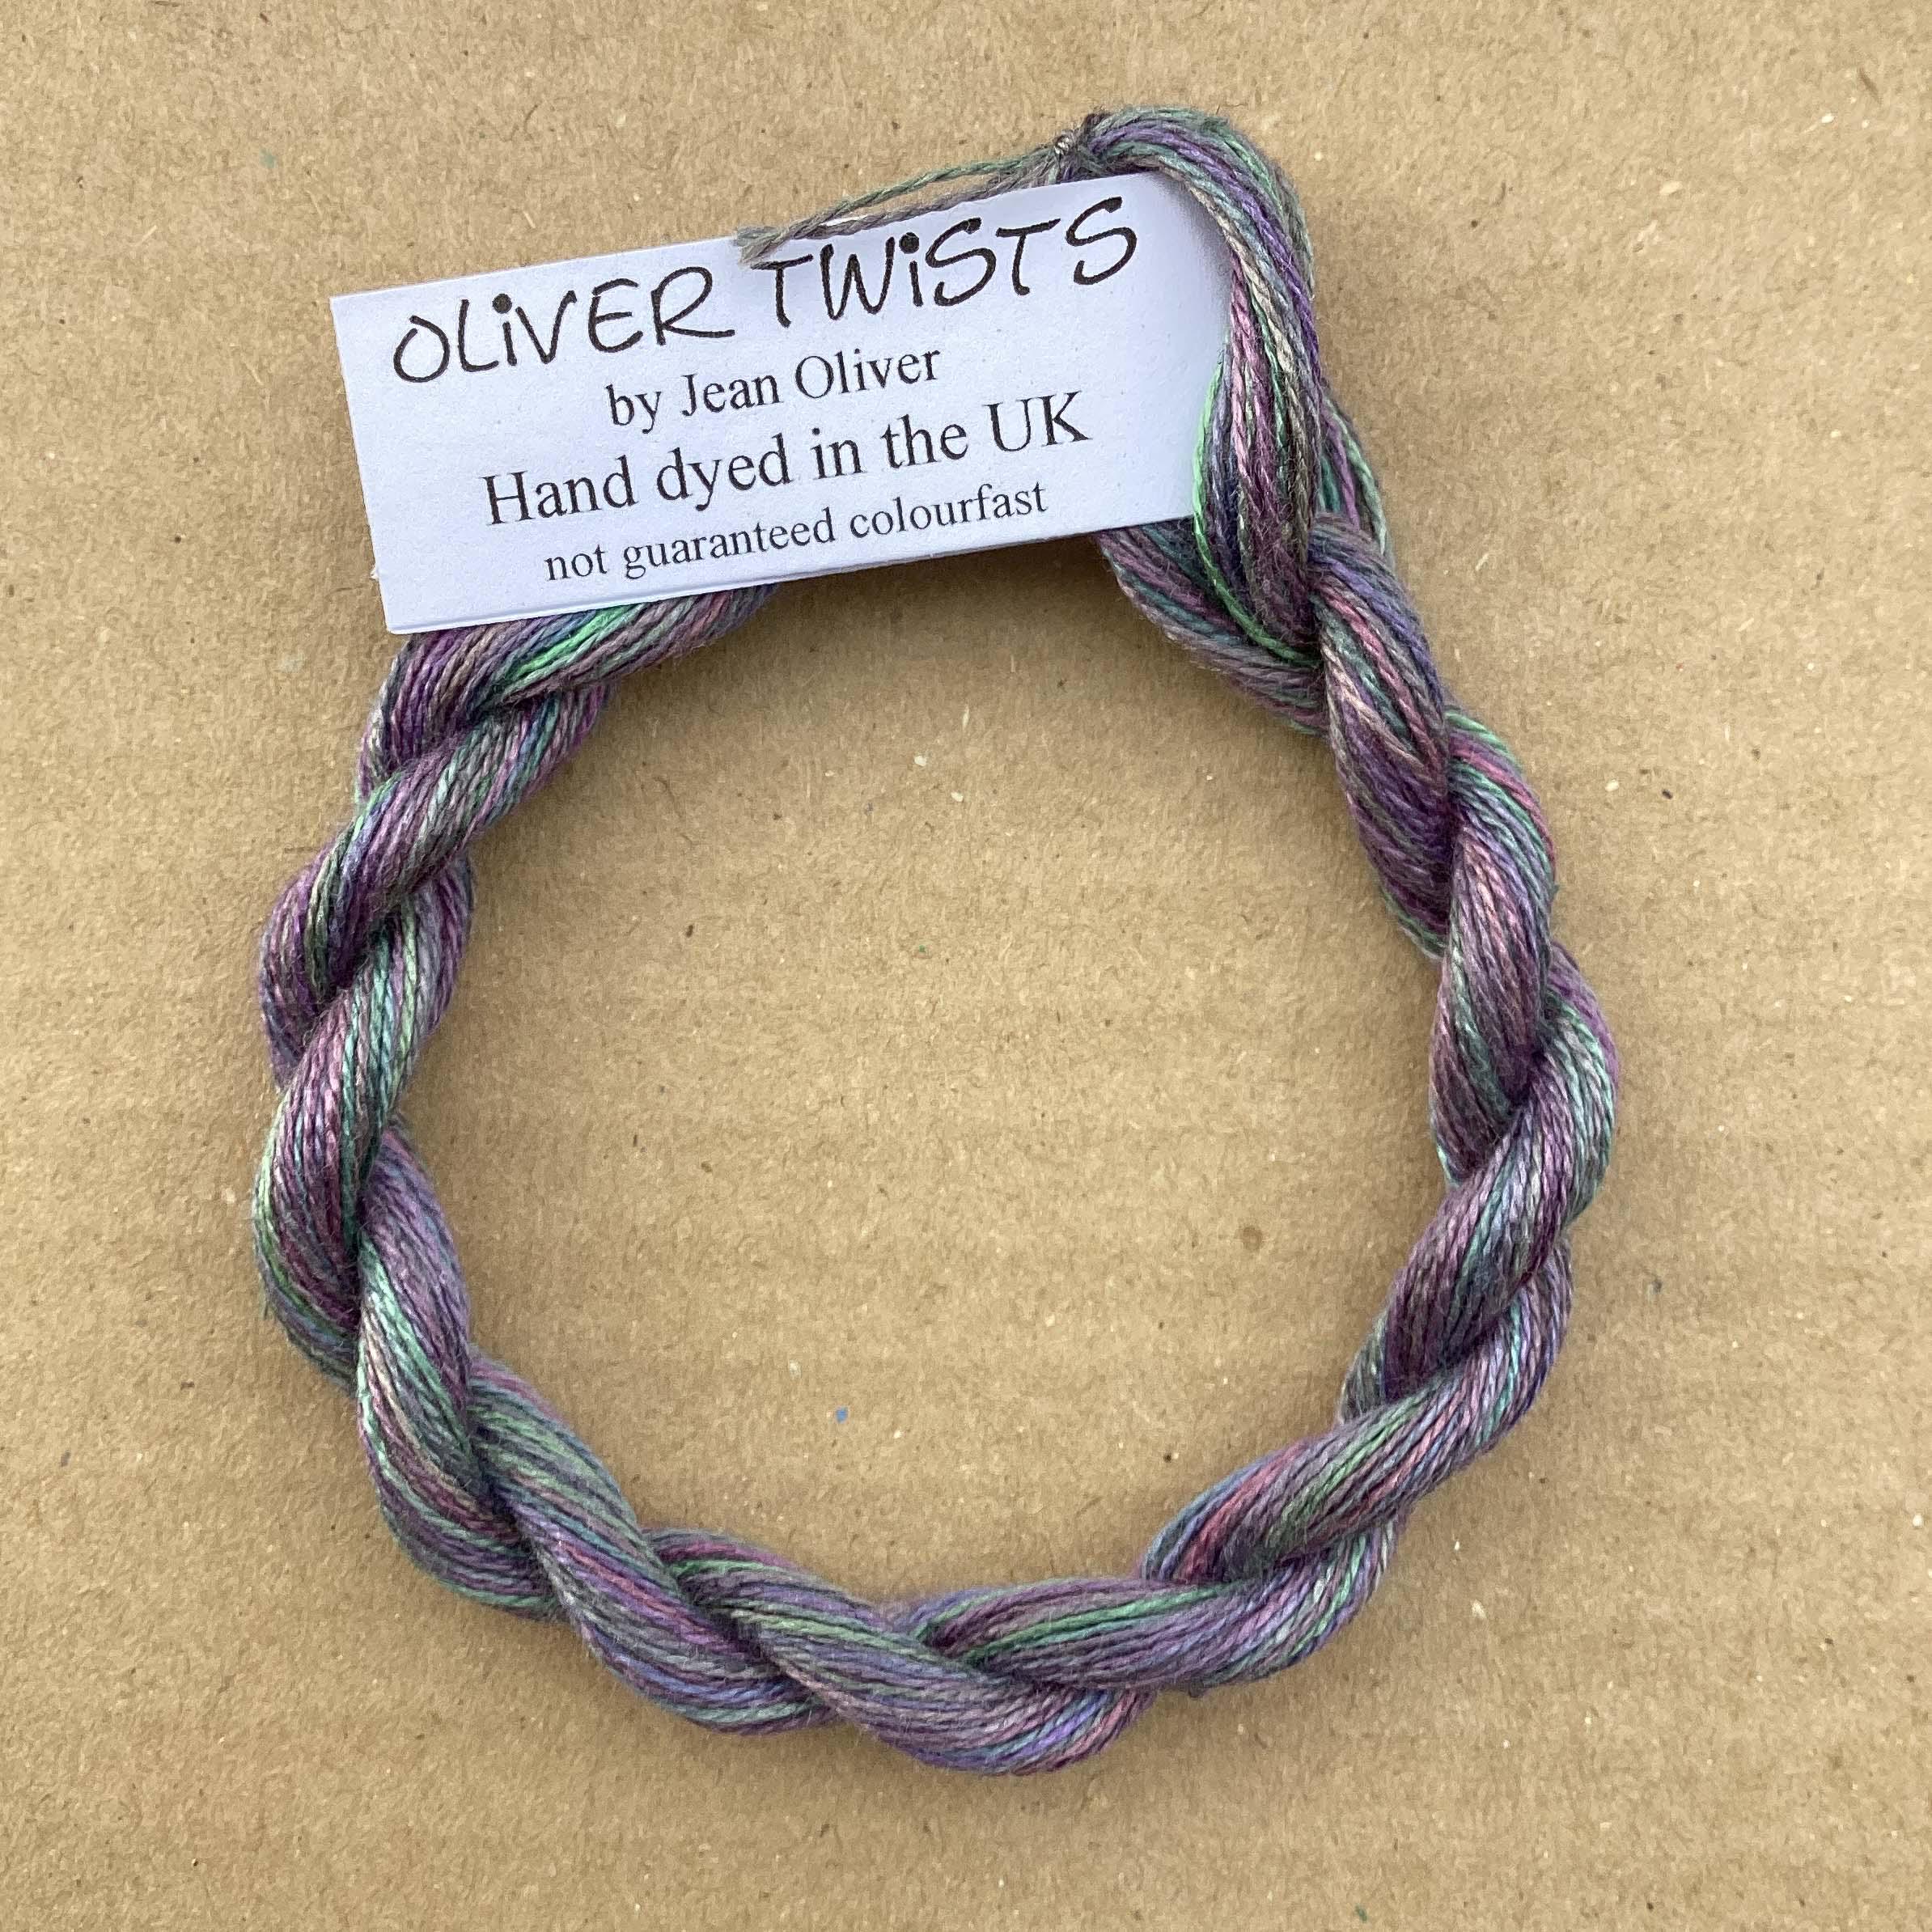 OLiVER TWiSTS
by Jean Oliver
Hand dyed in the UK
not guaranteed colourfast